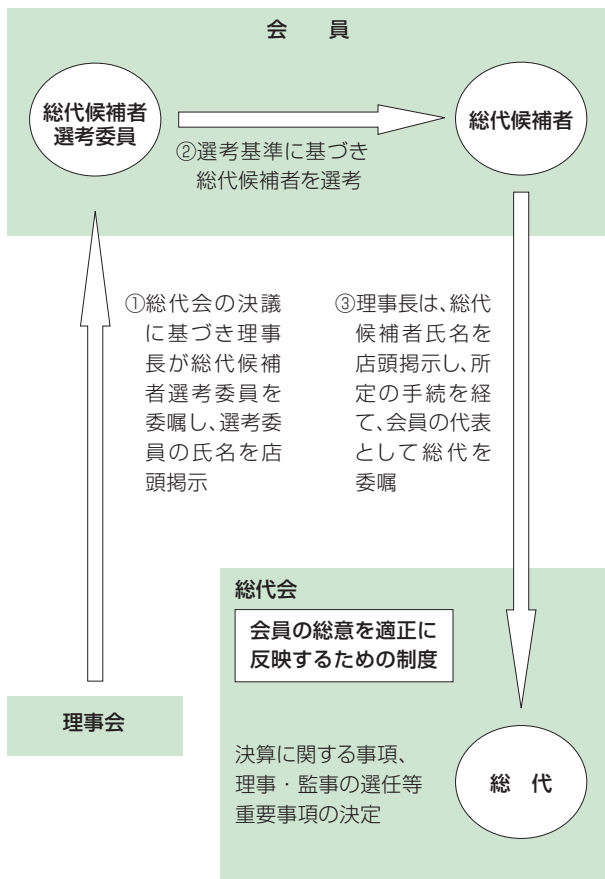 会　員
総代候補者
選考委員
総代候補者
②選考基準に基づき
総代候補者を選考
①総代会の決議
に基づき理事
長が総代候補
者選考委員を
委嘱し、選考委
員の氏名を店
頭掲示
③理事長は、総代
候補者氏名を
店頭掲示し、所
定の手続を経
て、会員の代表
として総代を
委嘱
理事会
総代会
会員の総意を適正に
反映するための制度
決算に関する事項、
理事・監事の選任等
重要事項の決定
総　代